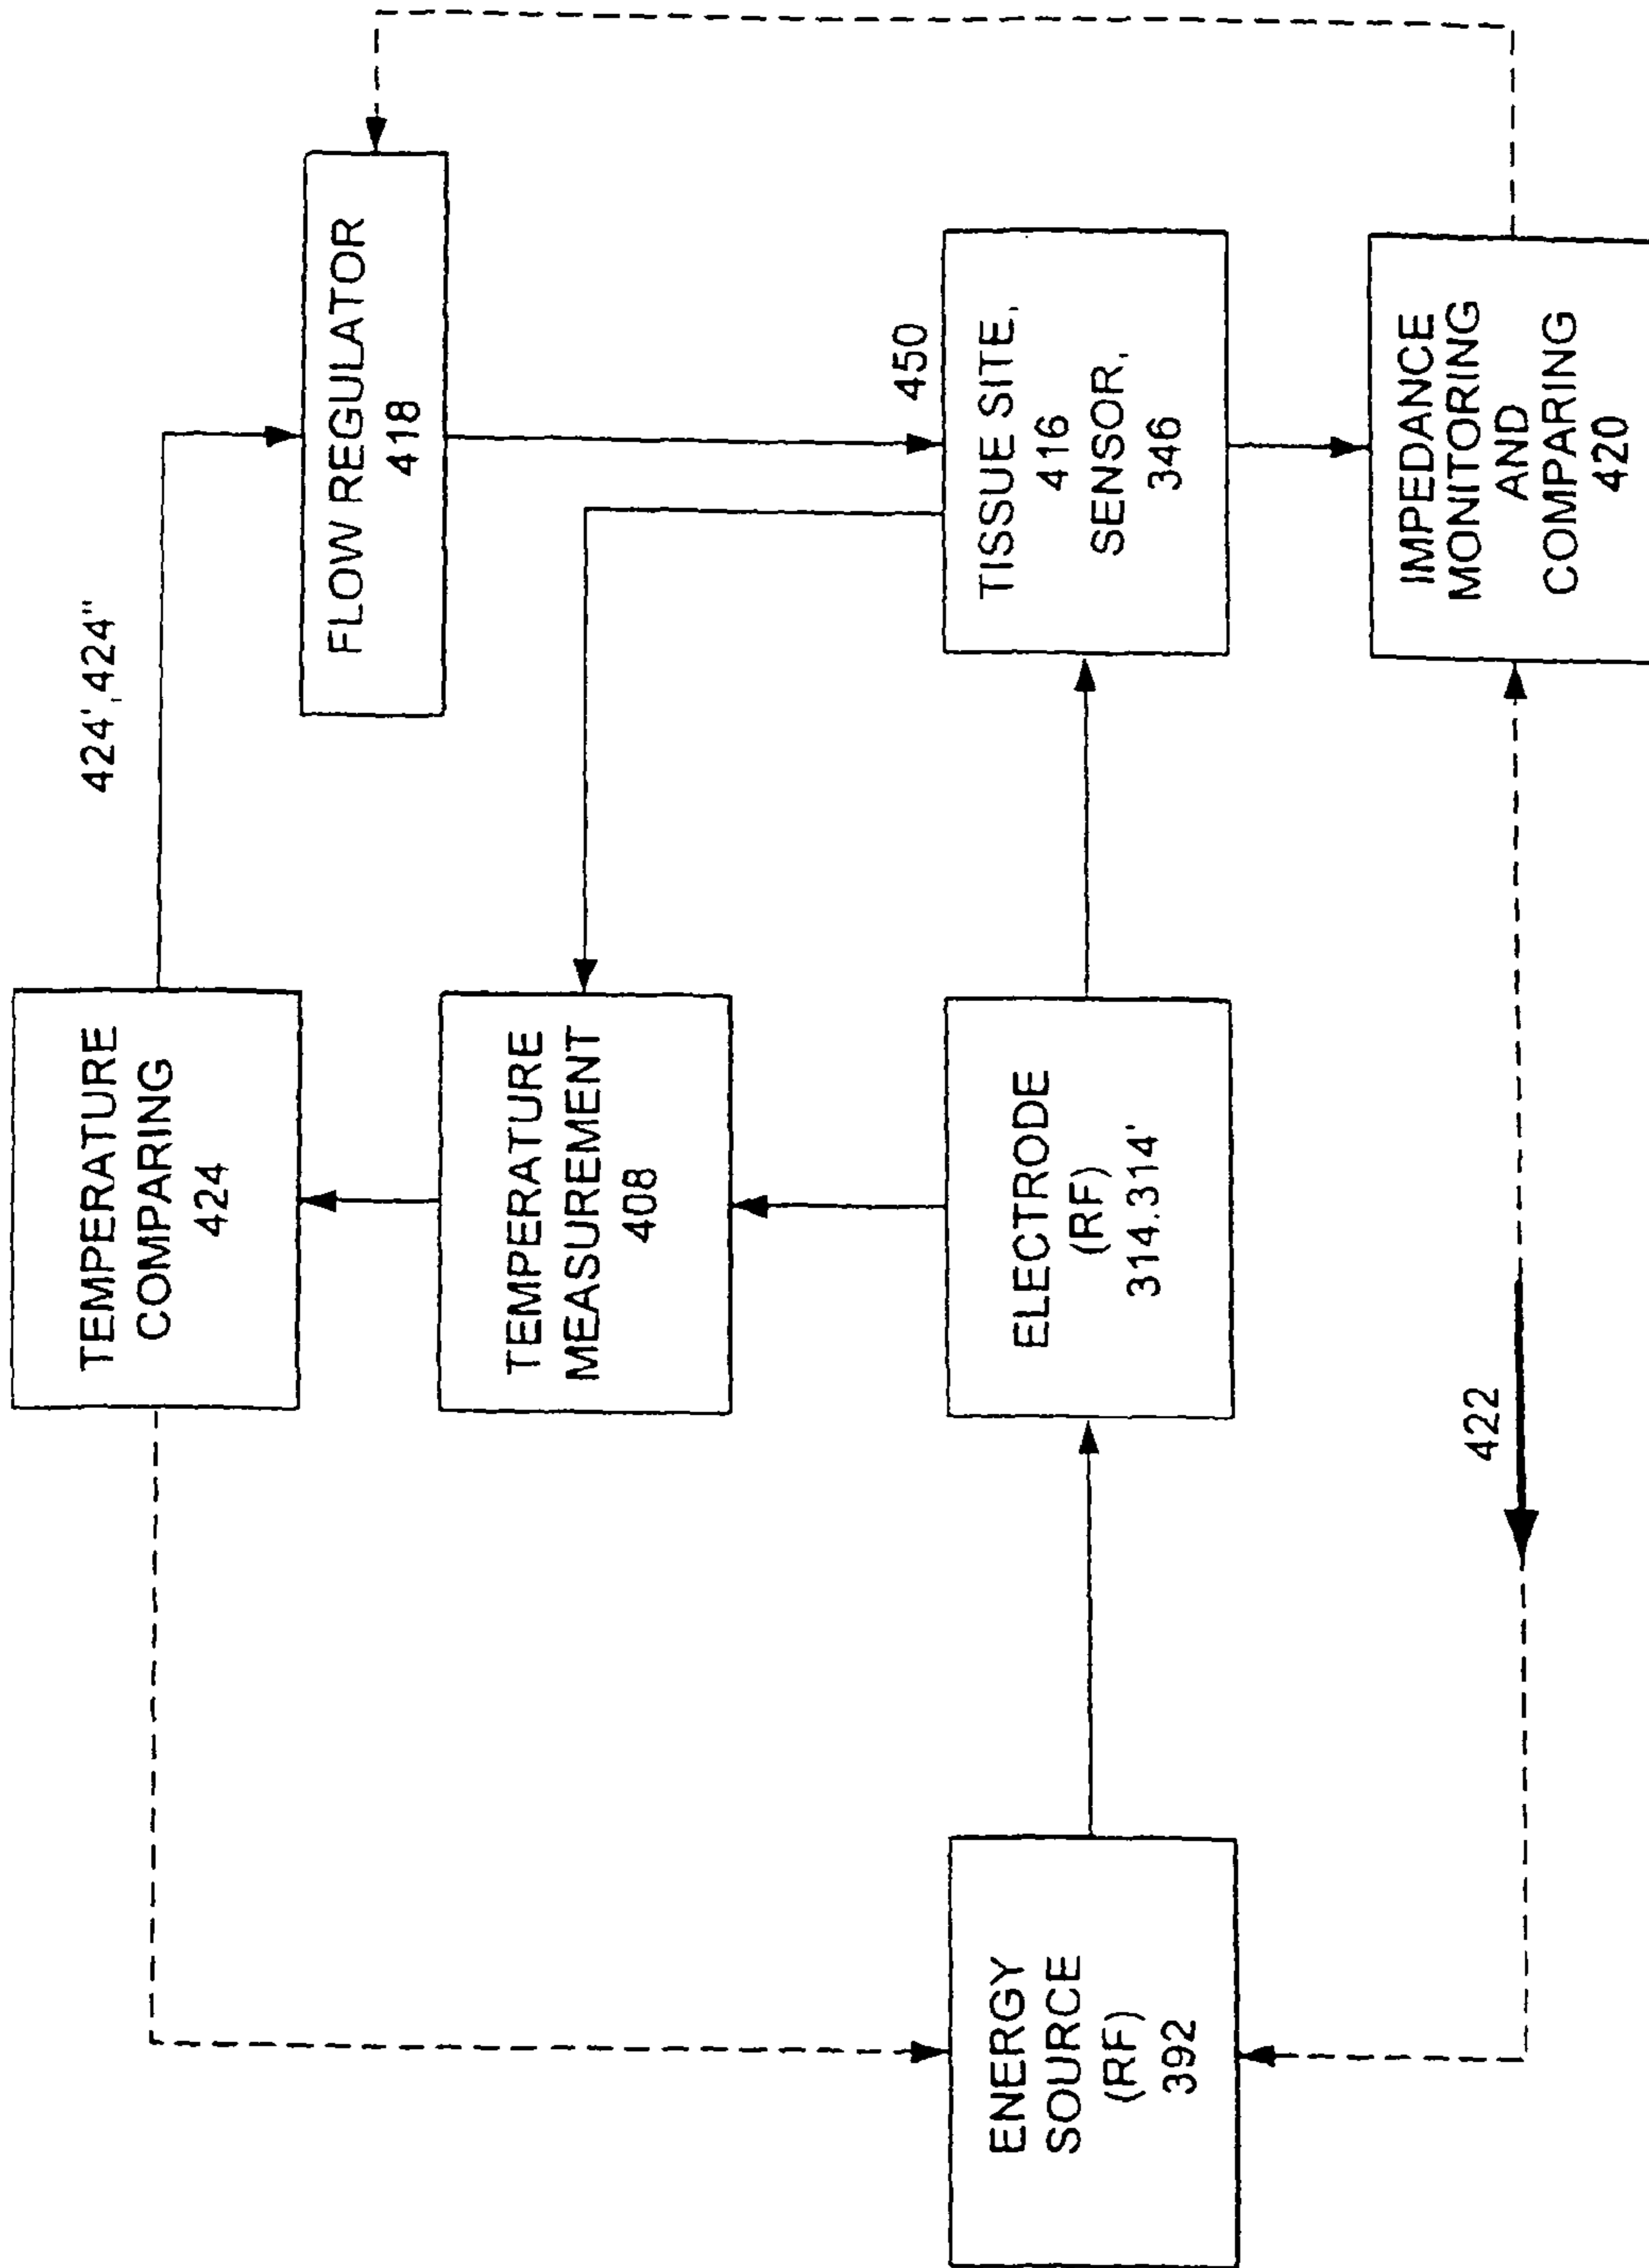 TEMPERATURE
COMPARING
424
424',424"
FLOW REGULATOR
418
TEMPERATURE
MEASUREMENT
408
ENERGY
SOURCE
(RF)
392
ELECTRODE
(RF)
314.314'
450
TISSUE SITE,
416
SENSOR,
346
422
IMPEDANCE
MONITORING
AND
COMPARING
420